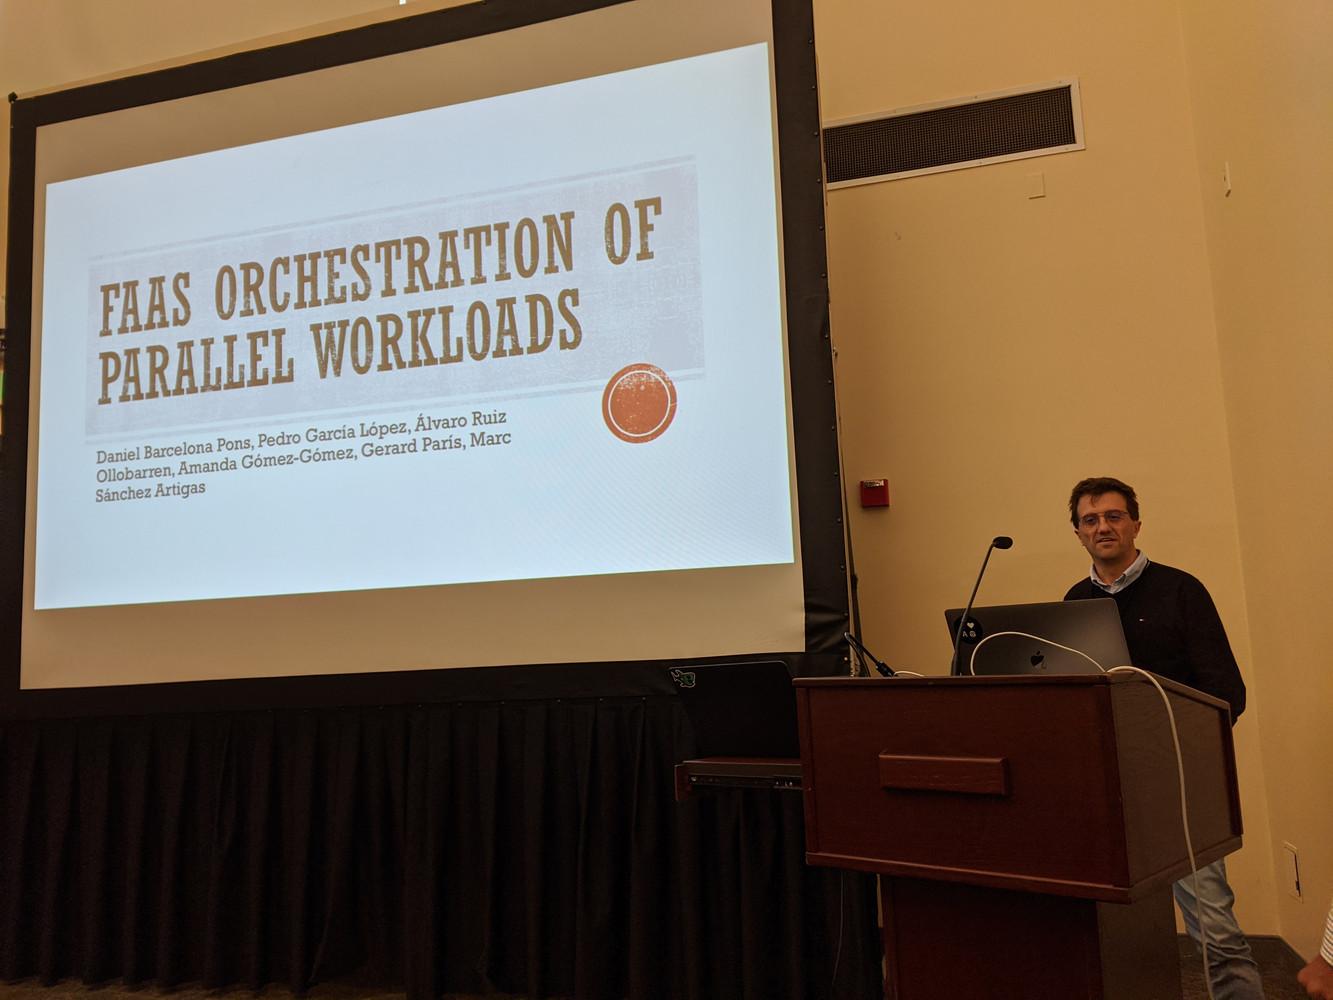 FAAS ORCHESTRATION OF
PARALLEL WORKLOADS
Daniel Barcelona Pons, Pedro García López, Álvaro Ruiz
Ollobarren, Amanda Gómez-Gómez, Gerard París, Marc
Sánchez Artigas